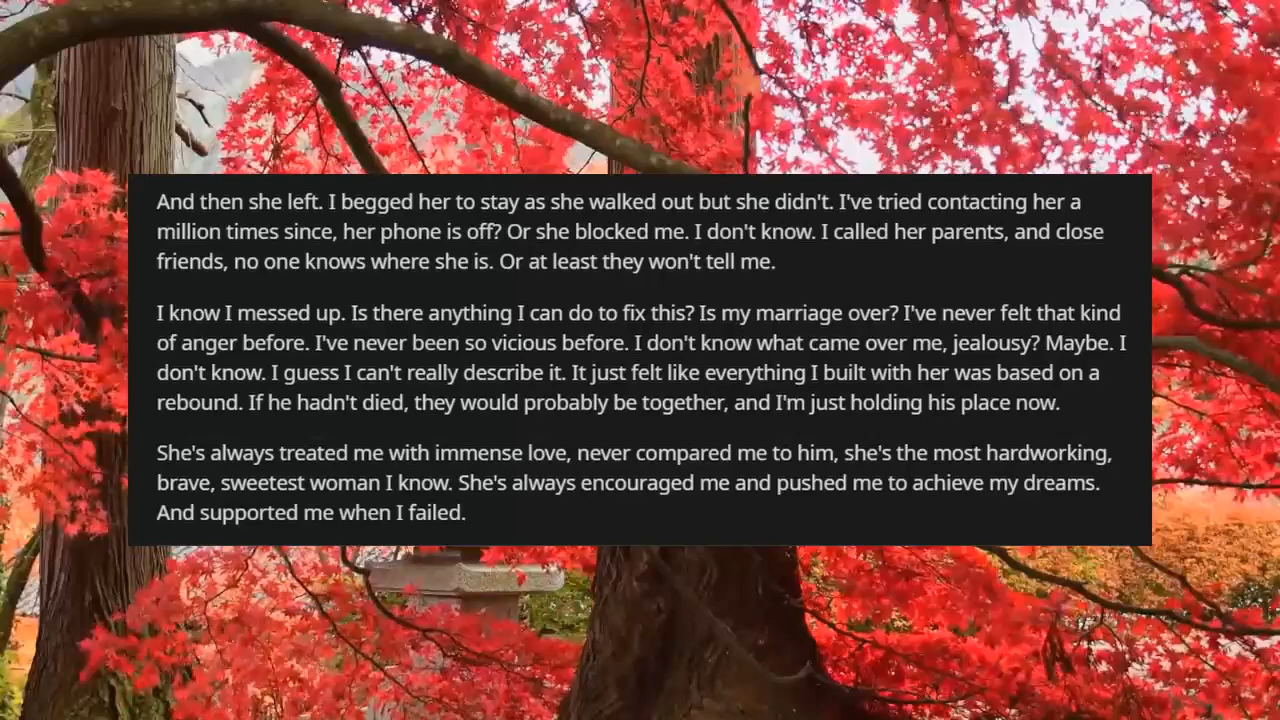 And then she left. I begged her to stay as she walked out but she didn't. I've tried contacting her a
million times since, her phone is off? Or she blocked me. I don't know. I called her parents, and close
friends, no one knows where she is. Or at least they won't tell me.
I know I messed up. Is there anything I can do to fix this? Is my marriage over? I've never felt that kind
of anger before. I've never been so vicious before. I don't know what came over me, jealousy? Maybe. I
don't know. I guess I can't really describe it. It just felt like everything I built with her was based on a
rebound. If he hadn't died, they would probably be together, and I'm just holding his place now.
She's always treated me with immense love, never compared me to him, she's the most hardworking,
brave, sweetest woman I know. She's always encouraged me and pushed me to achieve my dreams.
And supported me when I failed.